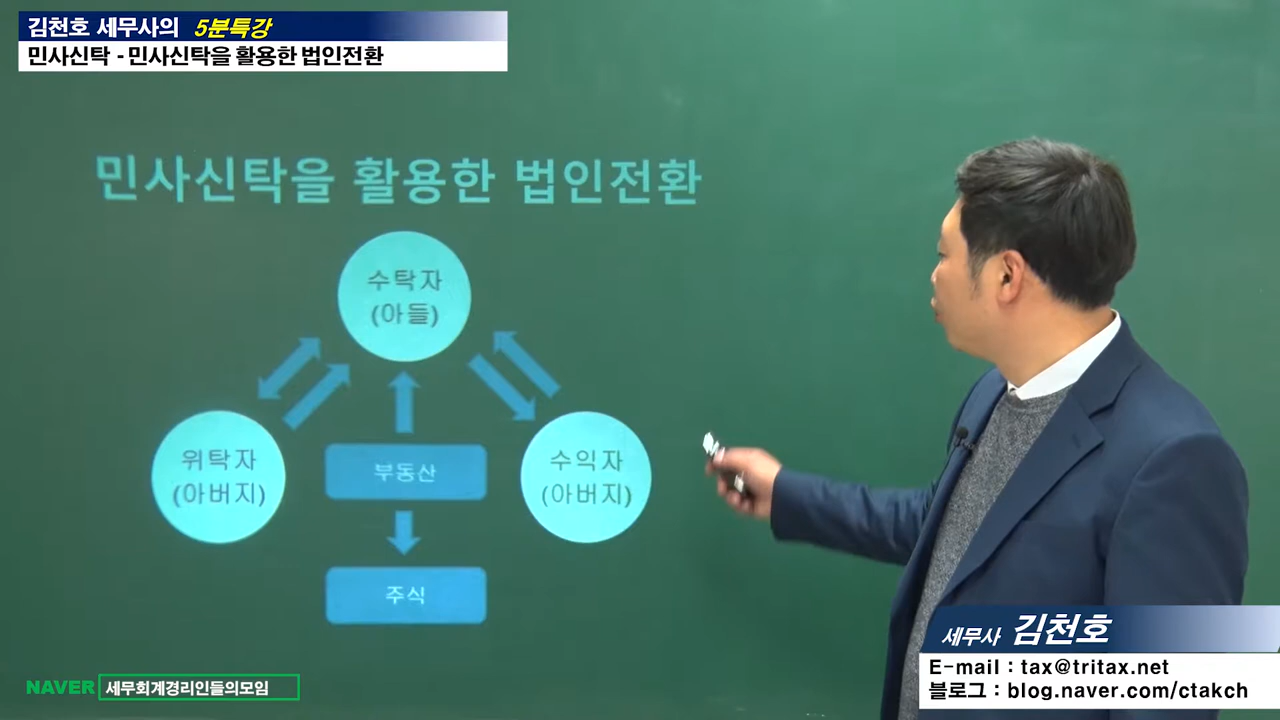 김천호 세무사의 5분특강
민사신탁 - 민사신탁을 활용한 법인전환
민사신탁을 활용한 법인전환
수탁자
(아들)
위탁자
(아버지)
부동산
수익자
(아버지)
주식
세무사 김천호
E-mail : tax@tritax.net
블로그 : blog.naver.com/ctakch
NAVER 세무회계경리인들의모임